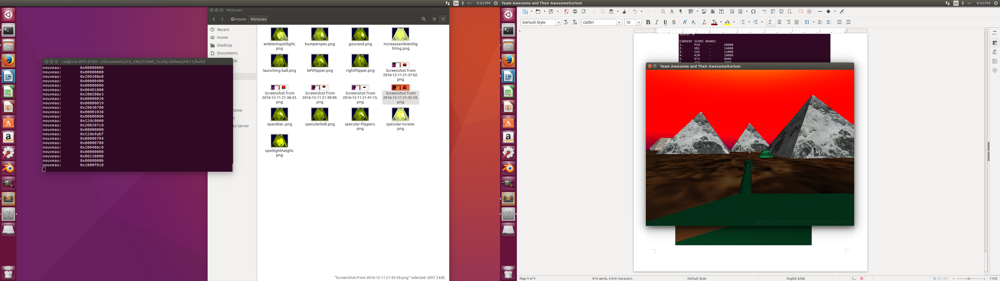 En
9:43 PM
Team Awesome and Their Awesomeitorium
En
9:43 PM
Pictures
Home
Pictures
Recent
Home
Desktop
Documents
ds
lume
er
to Server
ambientspotlight.
png
bumperspec.png
gourand.png
increaseambientlig
hting.png
launching ball.png
leftflipper.png
rightflipper.png
Screenshot from
2016-12-11 21-37-02.
png
Screenshot from
2016-12-11 21-38-33.
png
Screenshot from
2016-12-11 21-39-09.
png
Screenshot from
2016-12-11 21-41-15.
png
Screenshot from
2016-12-11 21-42-59.
png
spacebar..png
specularball.png
specular-flippers.
png
specular-ncrese.
png
spotlightheight.
png
"Screenshot from 2016-12-11 21-42-59.png" selected (697.3 kB)
csa@csa-XPS-8700: ~/Documents/CS_680/CS680_Scully-Allison/PA11/build
nouveau: 0x00000000
nouveau: 0x00000000
nouveau: 0x200308e0
nouveau: 0x00000400
nouveau: 0x00000000
nouveau: 0x00401000
nouveau: 0x200208e3
nouveau: 0x00000020
nouveau: 0x00000019
nouveau: 0x20030700
nouveau: 0x00001038
nouveau: 0x00000000
nouveau: 0x52dc0000
nouveau: 0x200207c0
nouveau: 0x00000000
nouveau: 0x52de9abf
nouveau: 0x80000704
nouveau: 0x80000708
nouveau: 0x200406c0
nouveau: 0x00000000
nouveau: 0x00238000
nouveau: 0x0000000b
nouveau: 0x1000f010
Default Style
Calibri
10
Score: 0
CURRENT SCORE BOARD:
1. FCH - 20000
2. VDL - 14000
3. CAS - 12000
4. HJM - 10000
5. KTA - 8000
Team Awesome and Their Awesomeitorium
Page 9 of 9
816 words, 4,954 characters
Default Style
English (USA)
110%